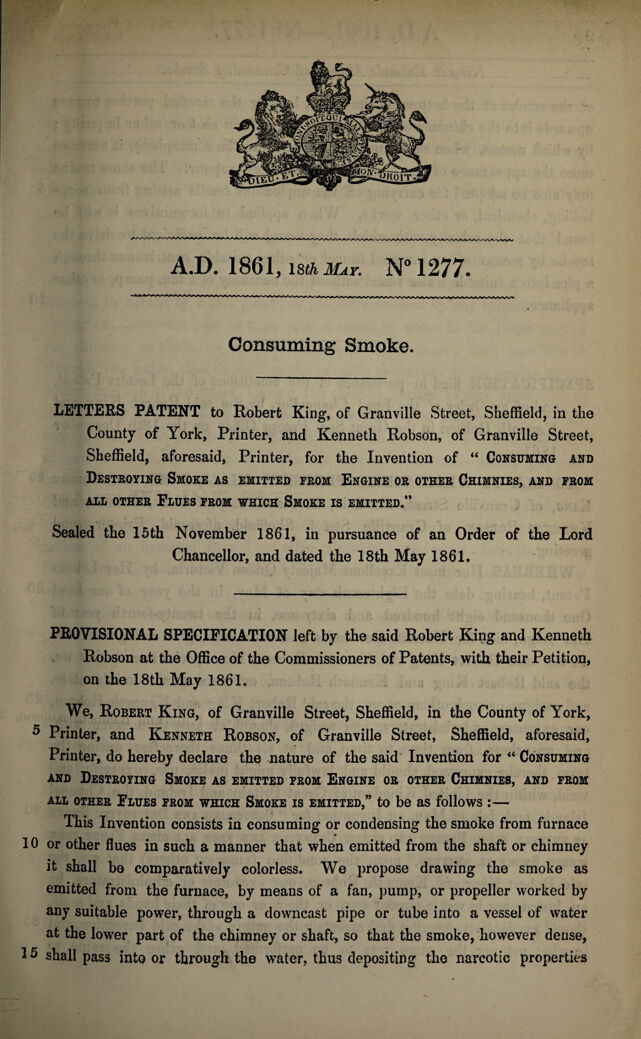 DIEU · ET · MON · DROIT.
A.D. 1861, 18th MAY. N° 1277.
Consuming Smoke.
LETTERS PATENT to Robert King, of Granville Street, Sheffield, in the
County of York, Printer, and Kenneth Robson, of Granville Street,
Sheffield, aforesaid, Printer, for the Invention of “ CONSUMING AND
DESTROYING SMOKE AS EMITTED FROM ENGINE OR OTHER CHIMNIES, AND FROM
ALL OTHER FLUES FROM WHICH SMOKE IS EMITTED.”
Sealed the 15th November 1861, in pursuance of an Order of the Lord
Chancellor, and dated the 18th May 1861.
PROVISIONAL SPECIFICATION left by the said Robert King and Kenneth
Robson at the Office of the Commissioners of Patents, with their Petition,
on the 18th May 1861.
We, ROBERT KING, of Granville Street, Sheffield, in the County of York,
5 Printer, and KENNETH ROBSON, of Granville Street, Sheffield, aforesaid,
Printer, do hereby declare the nature of the said Invention for “ CONSUMING
AND DESTROYING SMOKE AS EMITTED FROM ENGINE OR OTHER CHIMNIES, AND FROM
ALL OTHER FLUES FROM WHICH SMOKE IS EMITTED,” to be as follows :—
This Invention consists in consuming or condensing the smoke from furnace
10 or other flues in such a manner that when emitted from the shaft or chimney
it shall be comparatively colorless. We propose drawing the smoke as
emitted from the furnace, by means of a fan, pump, or propeller worked by
any suitable power, through a downcast pipe or tube into a vessel of water
at the lower part of the chimney or shaft, so that the smoke, however dense,
15 shall pass into or through the water, thus depositing the narcotic properties